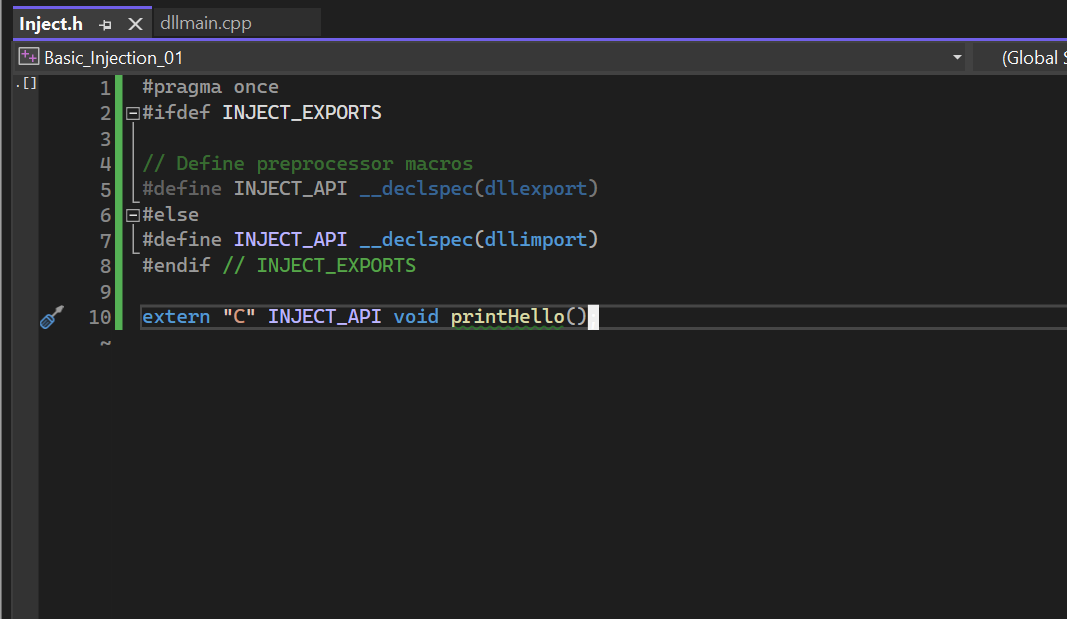 Inject.h dllmain.cpp
Basic_Injection_01 (Global S
.[]
1 #pragma once
2 #ifdef INJECT_EXPORTS
3
4 // Define preprocessor macros
5 #define INJECT_API __declspec(dllexport)
6 #else
7 #define INJECT_API __declspec(dllimport)
8 #endif // INJECT_EXPORTS
9
10 extern "C" INJECT_API void printHello();
~